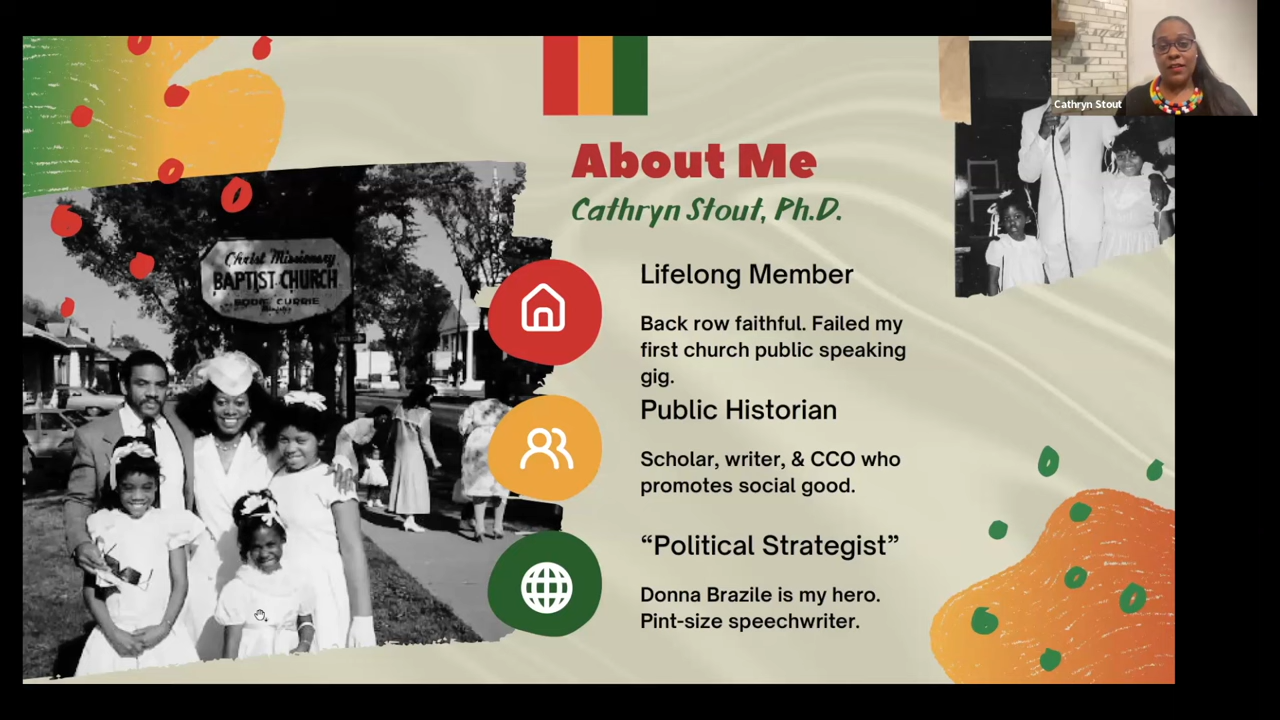 Cathryn Stout
About Me
Cathryn Stout, Ph.D.
Christ Missionary
BAPTIST CHURCH
EDDIE CURRIE
Lifelong Member
Back row faithful. Failed my
first church public speaking
gig.
Public Historian
Scholar, writer, & CCO who
promotes social good.
“Political Strategist”
Donna Brazile is my hero.
Pint-size speechwriter.